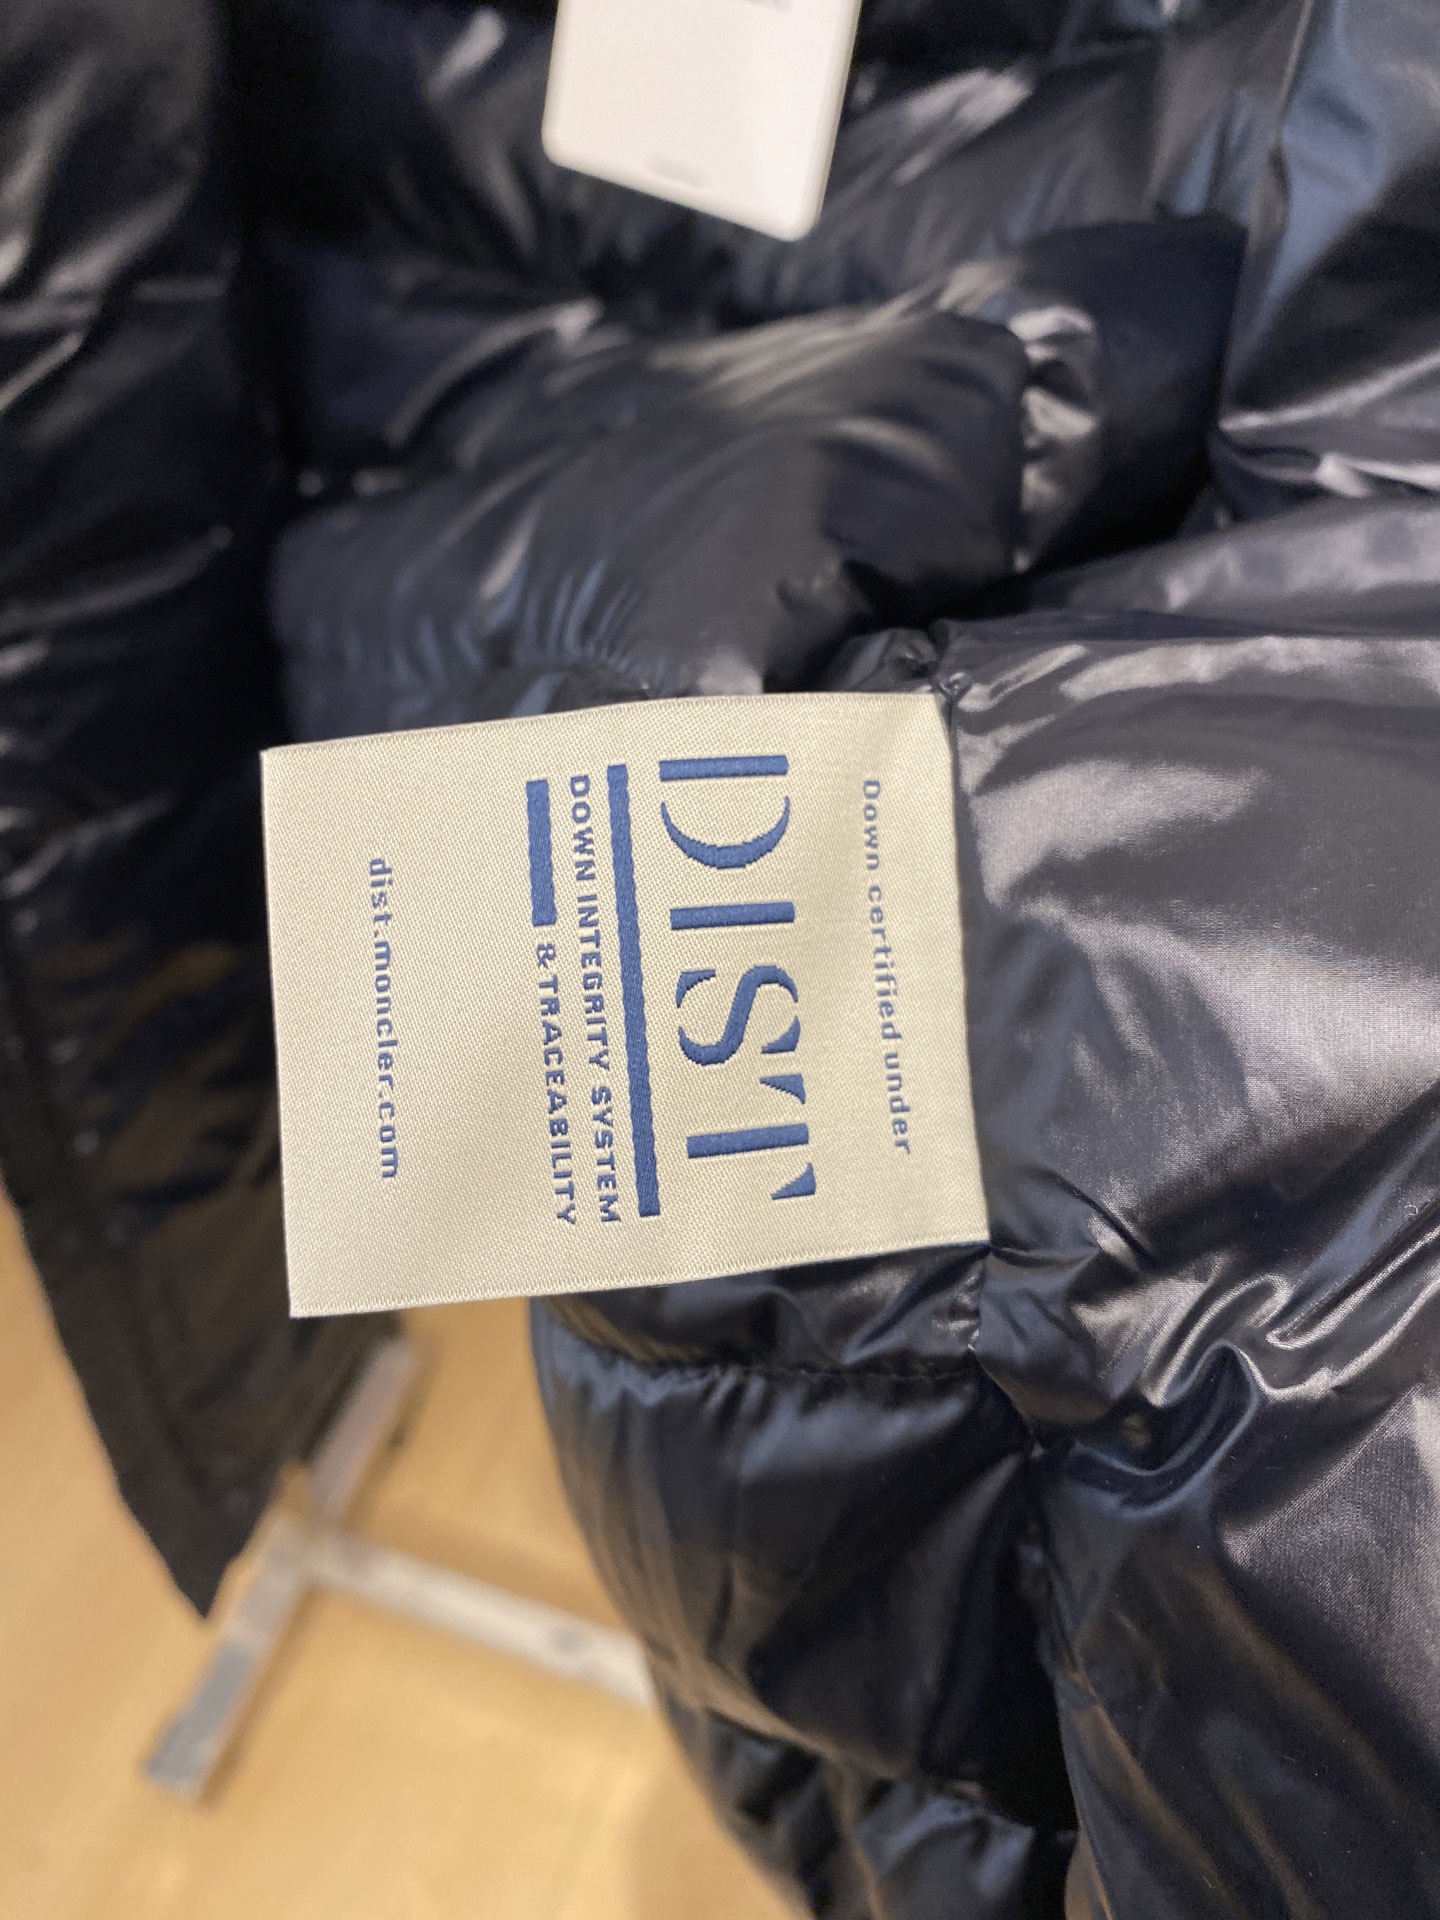 Down certified under
DIST
DOWN INTEGRITY SYSTEM
& TRACEABILITY
dist.moncler.com